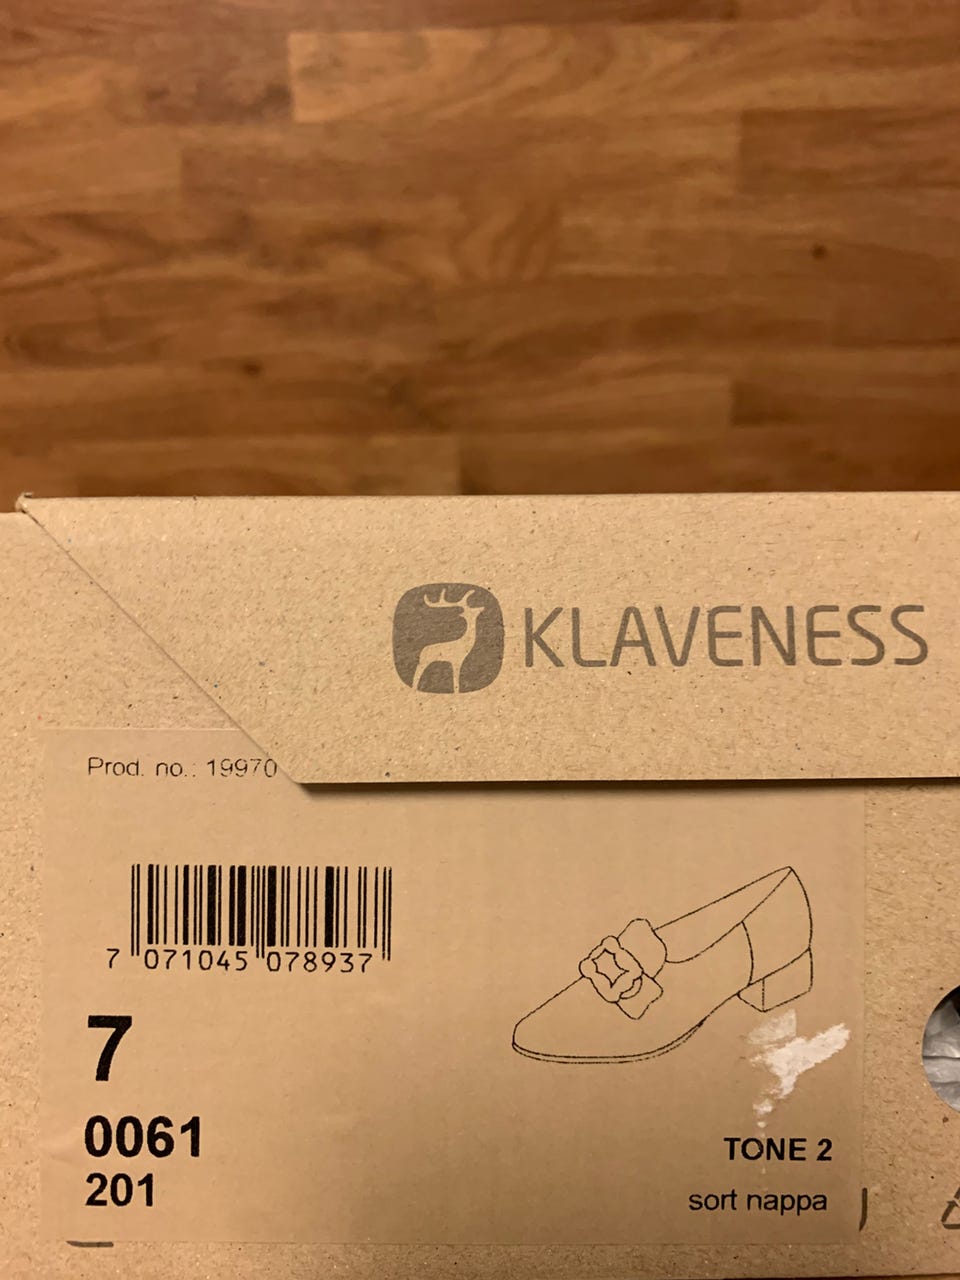 KLAVENESS
Prod. no.: 19970
7 071045 078937
7
0061
201
TONE 2
sort nappa